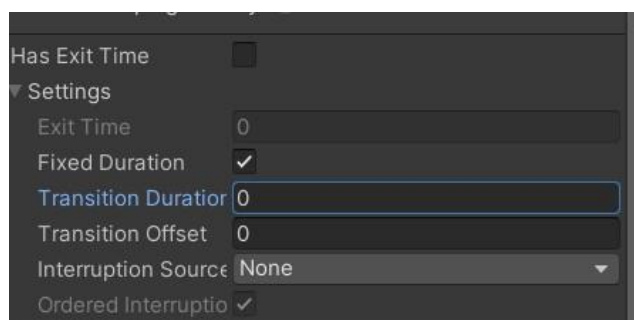 Has Exit Time
Settings
Exit Time 0
Fixed Duration
Transition Duration 0
Transition Offset 0
Interruption Source None
Ordered Interruptio